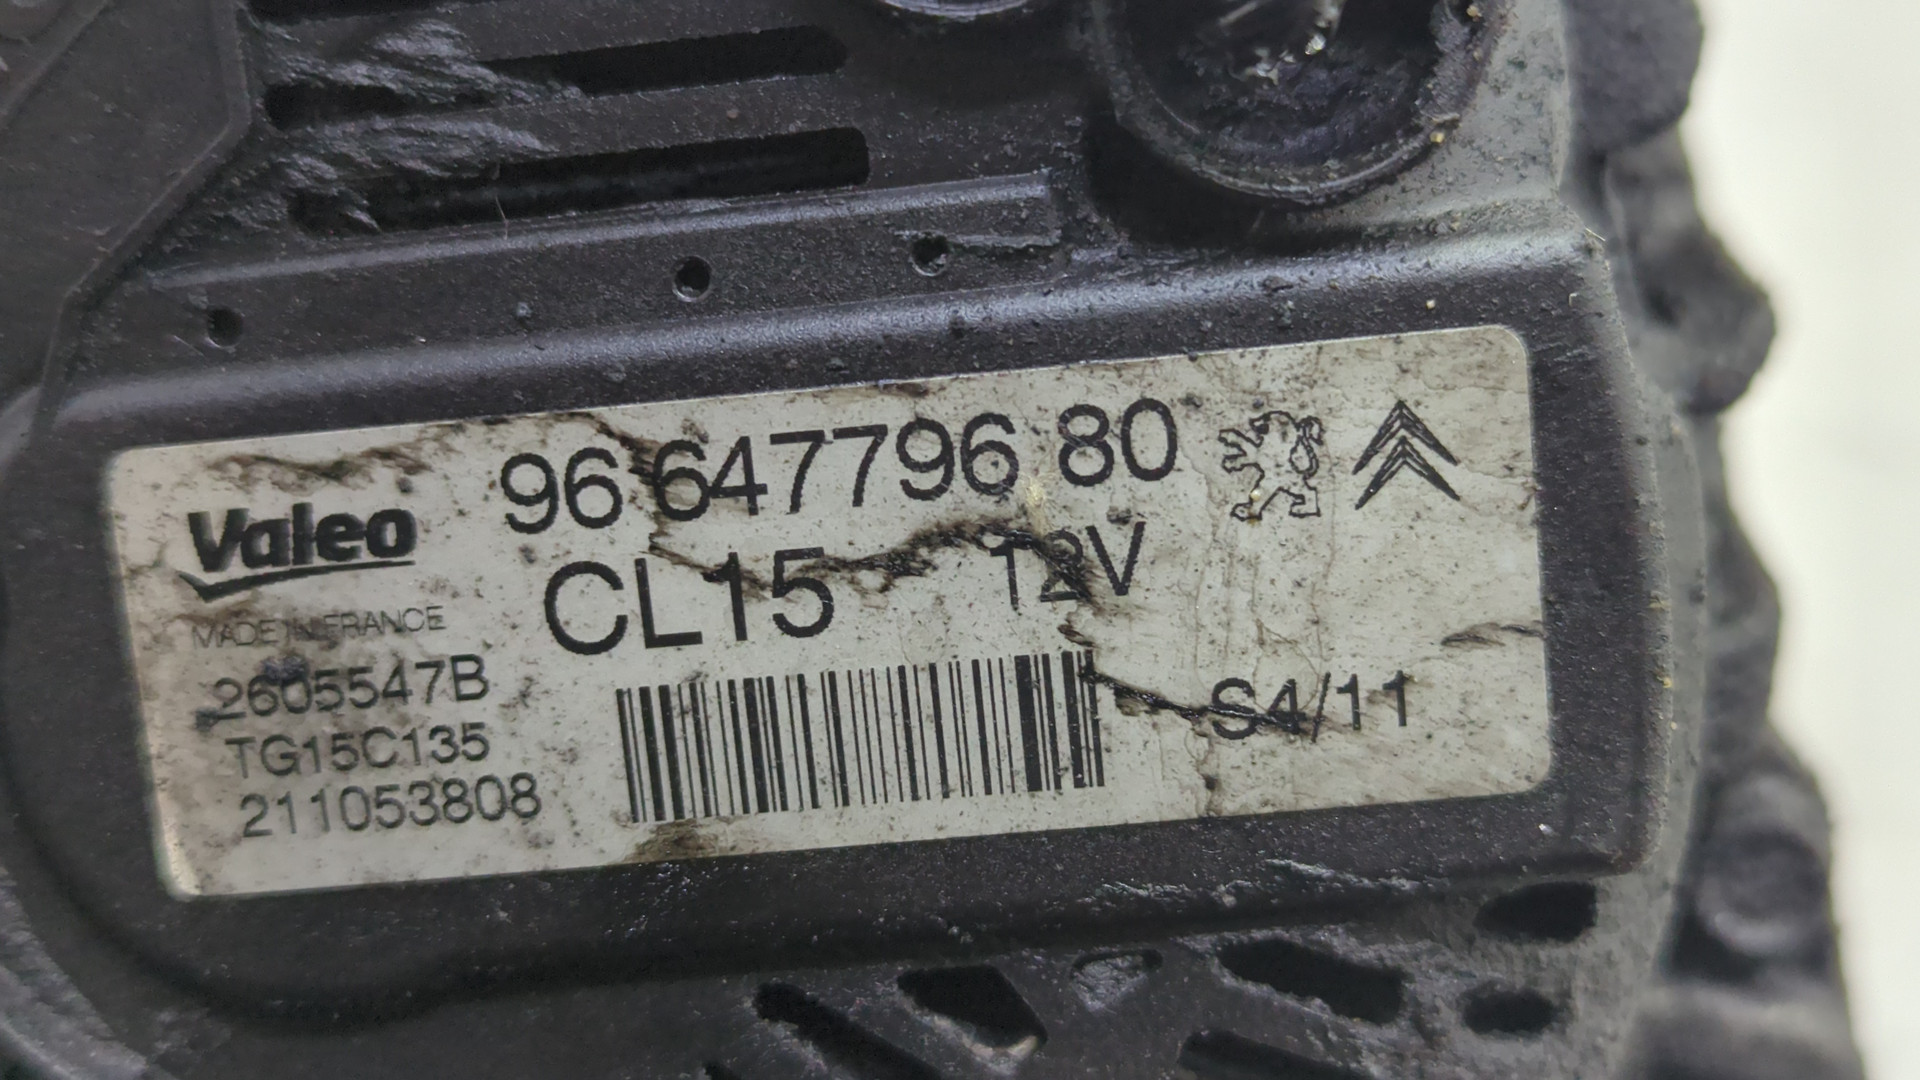 96 647796 80
Valeo
CL15 12V
MADE IN FRANCE
2605547B
S4/11
TG15C135
211053808